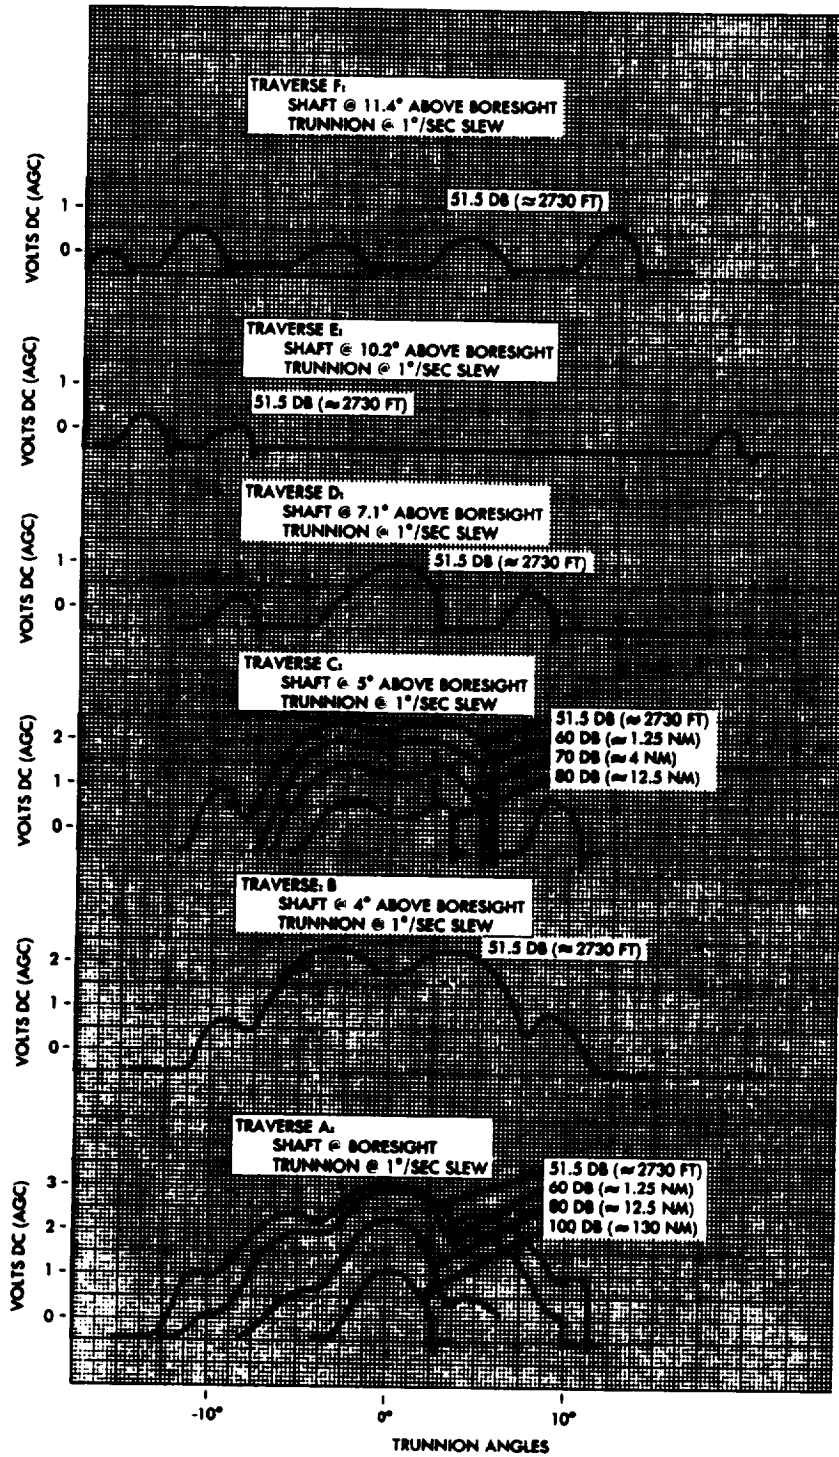 TRAVERSE F:
SHAFT @ 11.4° ABOVE BORESIGHT
TRUNNION @ 1°/SEC SLEW
VOLTS DC (AGC)
1
0
51.5 DB (≈2730 FT)
TRAVERSE E:
SHAFT @ 10.2° ABOVE BORESIGHT
TRUNNION @ 1°/SEC SLEW
VOLTS DC (AGC)
1
0
51.5 DB (≈2730 FT)
TRAVERSE D:
SHAFT @ 7.1° ABOVE BORESIGHT
TRUNNION @ 1°/SEC SLEW
VOLTS DC (AGC)
1
0
51.5 DB (≈2730 FT)
TRAVERSE C:
SHAFT @ 5° ABOVE BORESIGHT
TRUNNION @ 1°/SEC SLEW
VOLTS DC (AGC)
2
1
0
51.5 DB (≈2730 FT)
60 DB (≈1.25 NM)
70 DB (≈4 NM)
80 DB (≈12.5 NM)
TRAVERSE: B
SHAFT @ 4° ABOVE BORESIGHT
TRUNNION @ 1°/SEC SLEW
VOLTS DC (AGC)
2
1
0
51.5 DB (≈2730 FT)
TRAVERSE A:
SHAFT @ BORESIGHT
TRUNNION @ 1°/SEC SLEW
VOLTS DC (AGC)
3
2
1
0
51.5 DB (≈2730 FT)
60 DB (≈1.25 NM)
80 DB (≈12.5 NM)
100 DB (≈130 NM)
-10° 0° 10°
TRUNNION ANGLES